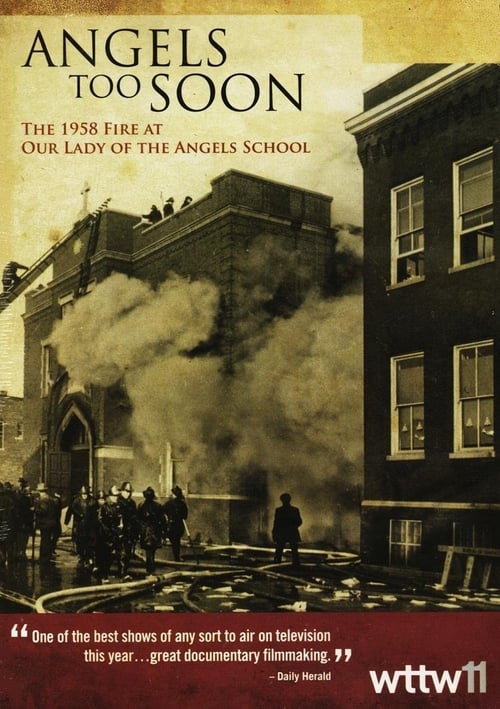 ANGELS
TOO SOON
THE 1958 FIRE AT
OUR LADY OF THE ANGELS SCHOOL
“One of the best shows of any sort to air on television
this year…great documentary filmmaking.”
– Daily Herald
wttw11